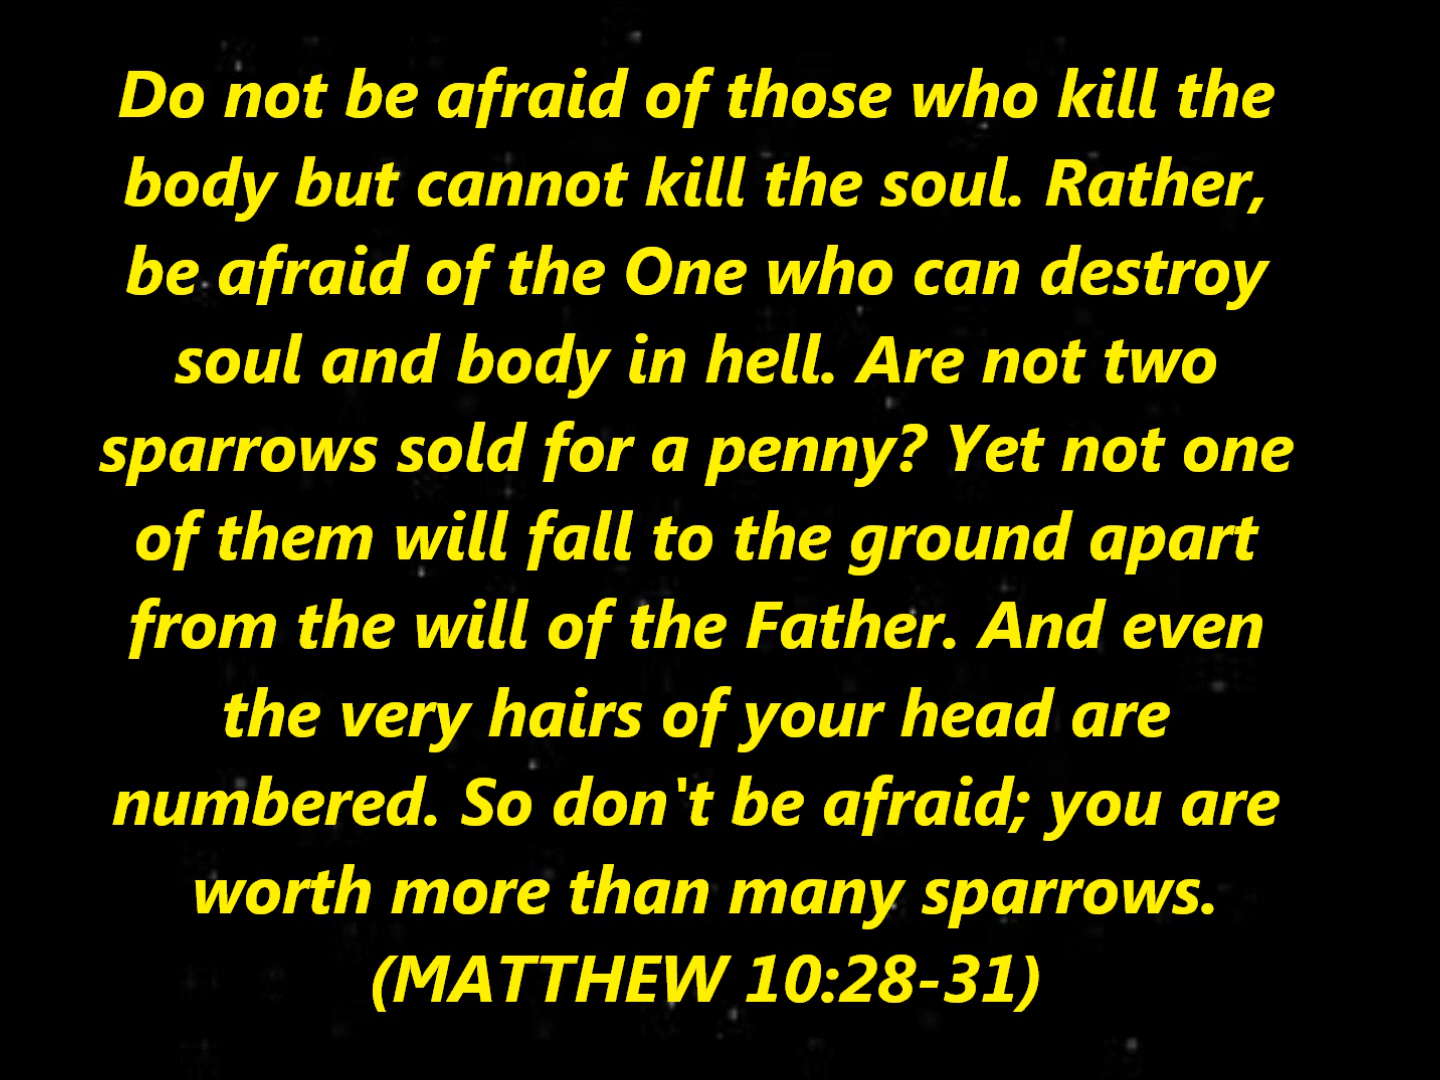 Do not be afraid of those who kill the
body but cannot kill the soul. Rather,
be afraid of the One who can destroy
soul and body in hell. Are not two
sparrows sold for a penny? Yet not one
of them will fall to the ground apart
from the will of the Father. And even
the very hairs of your head are
numbered. So don't be afraid; you are
worth more than many sparrows.
(MATTHEW 10:28-31)